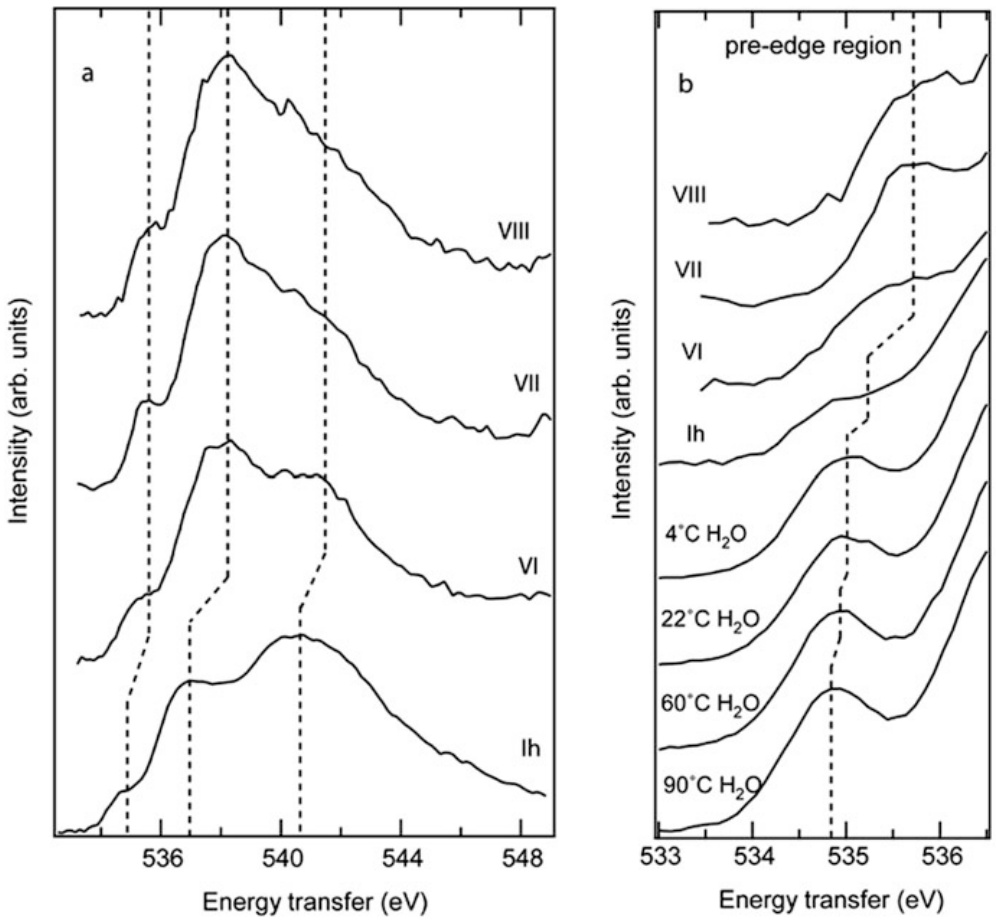 a
VIII
VII
VI
Ih
Intensiity (arb. units)
536
540
544
548
Energy transfer (eV)
pre-edge region
b
VIII
VII
VI
Ih
4°C H2O
22°C H2O
60°C H2O
90°C H2O
Intensity (arb. units)
533
534
535
536
Energy transfer (eV)